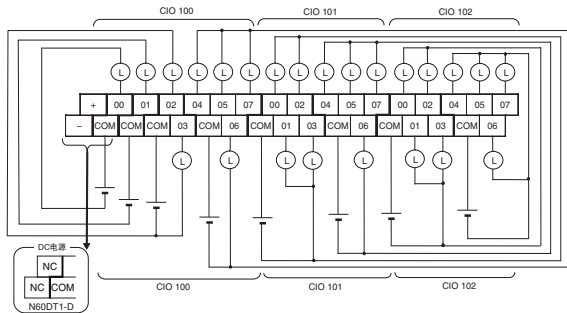 CIO 100 CIO 101 CIO 102
L L L L L L L L L L L L L L L L L
+ 00 01 02 04 05 07 00 02 04 05 07 00 02 04 05 07
− COM COM COM 03 COM 06 COM 01 03 COM 06 COM 01 03 COM 06
L L L L L L L L
DC电源
NC
NC COM
N60DT1-D
CIO 100 CIO 101 CIO 102